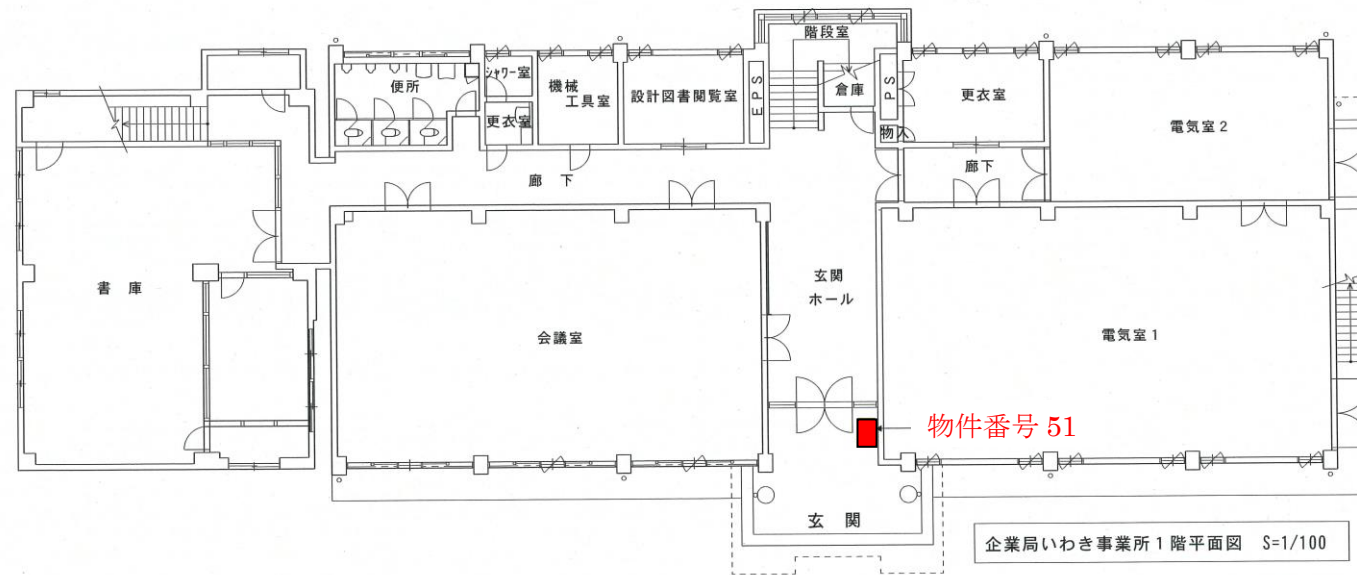 階段室
便所
シャワー室
機械
工具室
設計図書閲覧室
EPS
倉庫
PS
更衣室
電気室2
更衣室
物入
廊下
廊下
書庫
玄関
ホール
会議室
電気室1
物件番号 51
玄関
企業局いわき事業所1階平面図 S=1/100